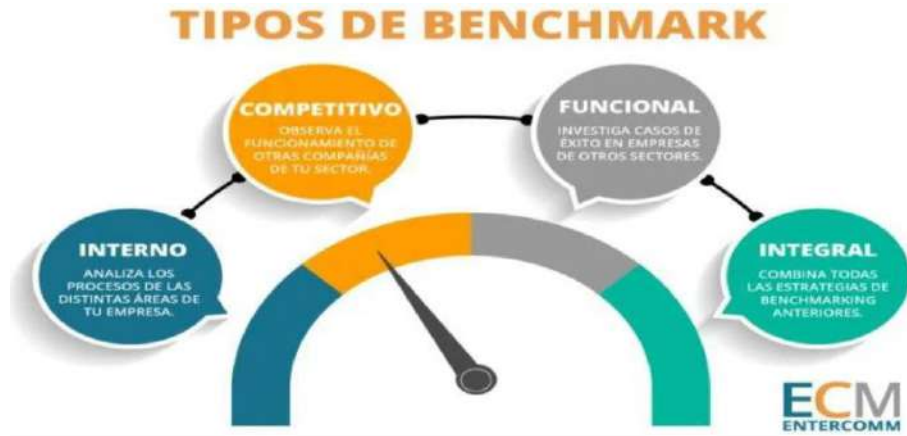 TIPOS DE BENCHMARK
INTERNO
ANALIZA LOS
PROCESOS DE LAS
DISTINTAS ÁREAS DE
TU EMPRESA.
COMPETITIVO
OBSERVA EL
FUNCIONAMIENTO DE
OTRAS COMPAÑÍAS
DE TU SECTOR.
FUNCIONAL
INVESTIGA CASOS DE
ÉXITO EN EMPRESAS
DE OTROS SECTORES.
INTEGRAL
COMBINA TODAS
LAS ESTRATEGIAS DE
BENCHMARKING
ANTERIORES.
ECM
ENTERCOMM